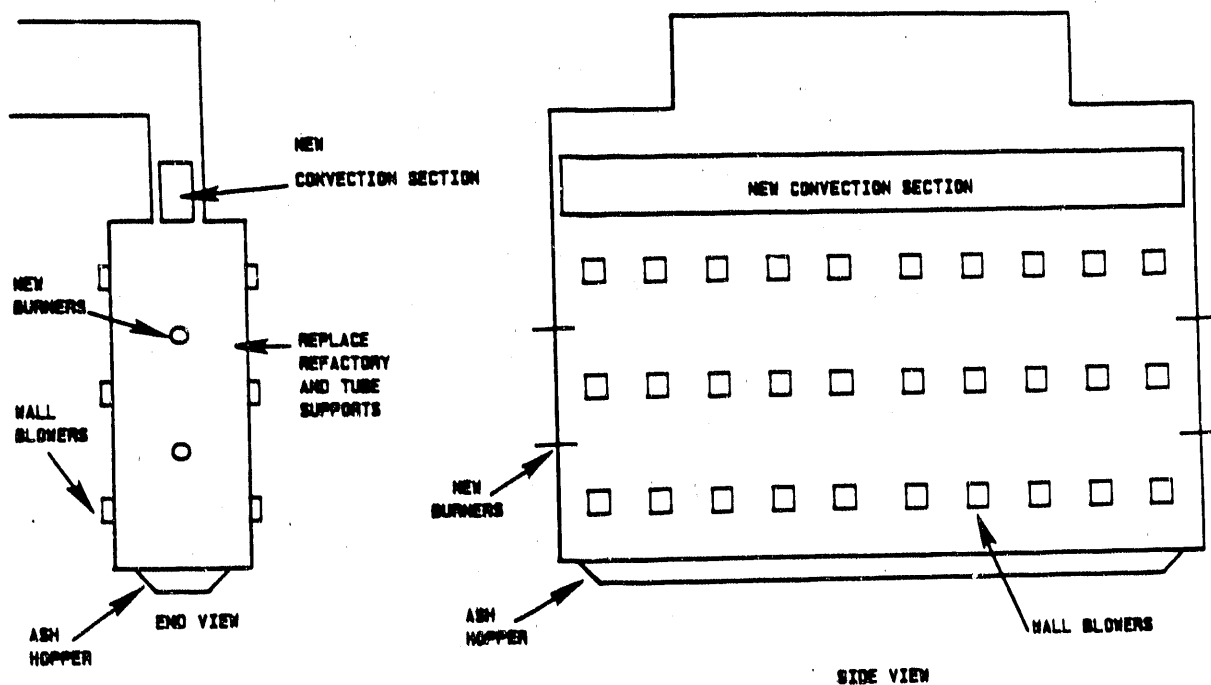 NEW
CONVECTION SECTION
NEW
BURNERS
REPLACE
REFACTORY
AND TUBE
SUPPORTS
WALL
BLOWERS
ASH
HOPPER
END VIEW
NEW CONVECTION SECTION
NEW
BURNERS
ASH
HOPPER
WALL BLOWERS
SIDE VIEW